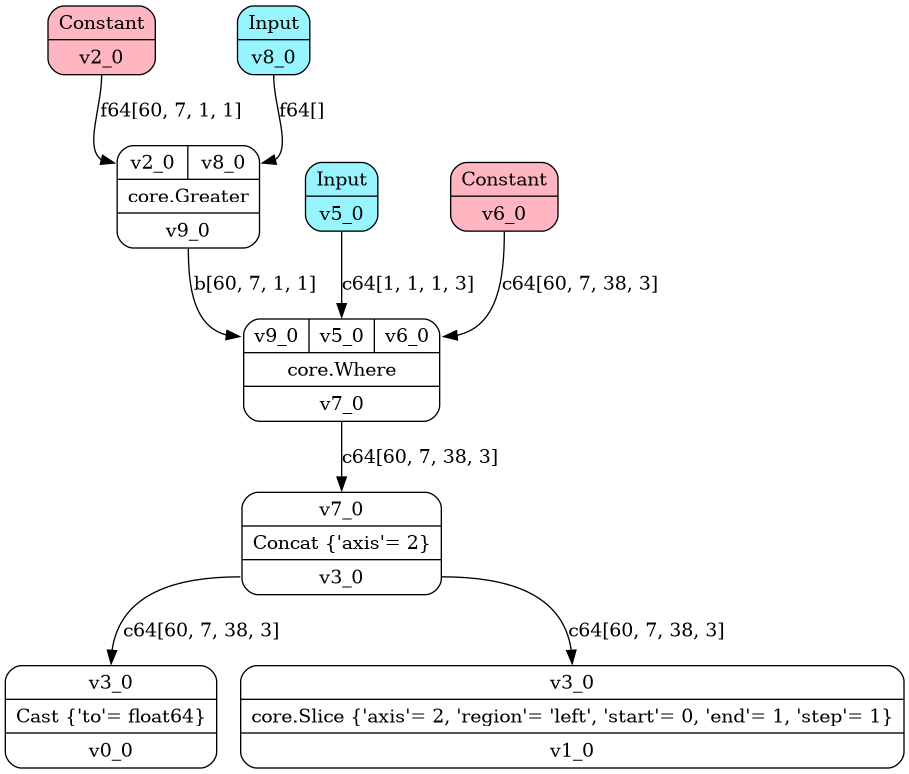 Constant
v2_0
Input
v8_0
f64[60, 7, 1, 1]
f64[]
v2_0 v8_0
core.Greater
v9_0
Input
v5_0
Constant
v6_0
b[60, 7, 1, 1]
c64[1, 1, 1, 3]
c64[60, 7, 38, 3]
v9_0 v5_0 v6_0
core.Where
v7_0
c64[60, 7, 38, 3]
v7_0
Concat {'axis'= 2}
v3_0
c64[60, 7, 38, 3]
c64[60, 7, 38, 3]
v3_0
Cast {'to'= float64}
v0_0
v3_0
core.Slice {'axis'= 2, 'region'= 'left', 'start'= 0, 'end'= 1, 'step'= 1}
v1_0